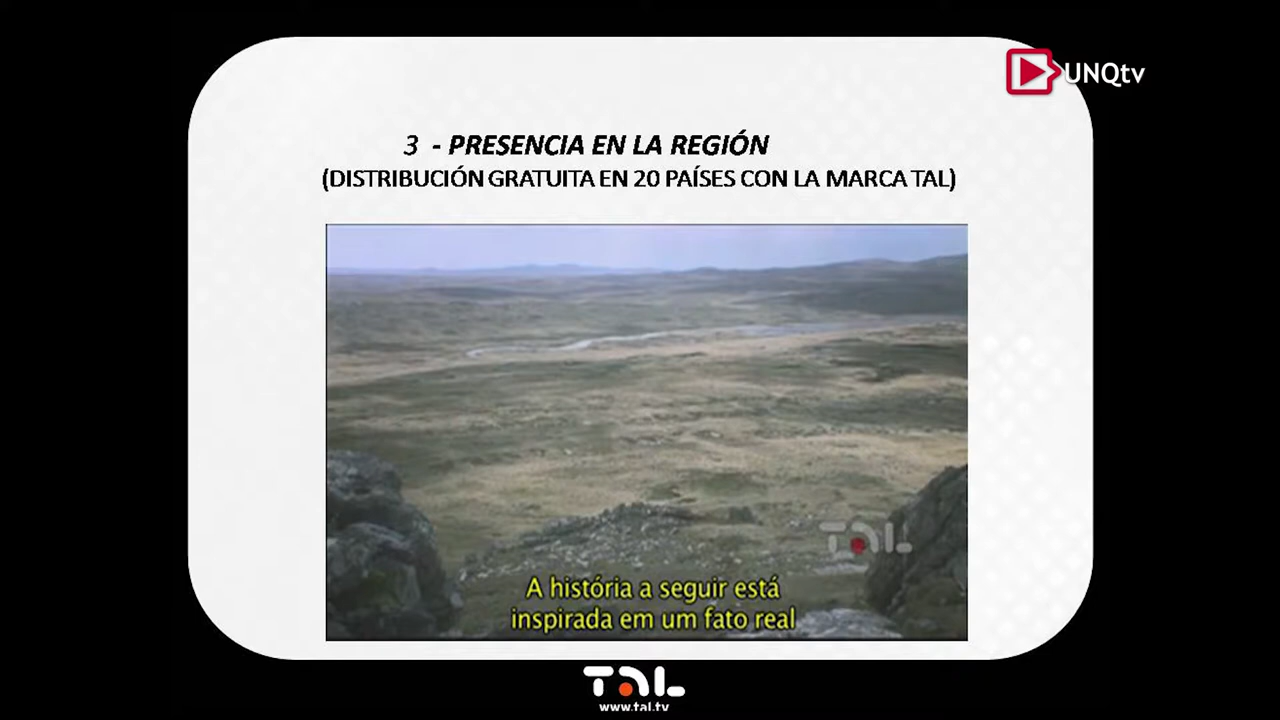 UNQtv
3 - PRESENCIA EN LA REGIÓN
(DISTRIBUCIÓN GRATUITA EN 20 PAÍSES CON LA MARCA TAL)
TAL
A história a seguir está
inspirada em um fato real
TAL
www.tal.tv